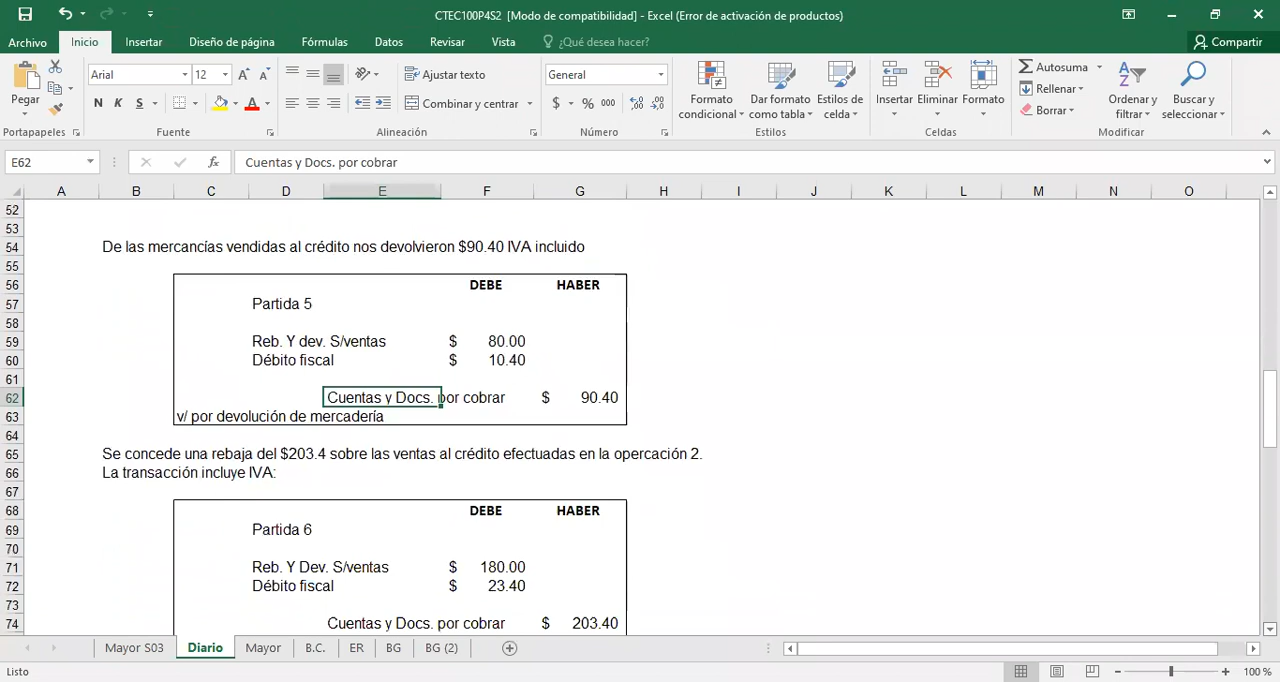 CTEC100P4S2 [Modo de compatibilidad] - Excel (Error de activación de productos)
Archivo Inicio Insertar Diseño de página Fórmulas Datos Revisar Vista ¿Qué desea hacer? Compartir
Pegar Arial 12 N K S A Ajustar texto Combinar y centrar General $ % 000 Formato condicional Dar formato como tabla Estilos de celda Insertar Eliminar Formato Autosuma Rellenar Borrar Ordenar y filtrar Buscar y seleccionar
Portapapeles Fuente Alineación Número Estilos Celdas Modificar
E62 fx Cuentas y Docs. por cobrar
A B C D E F G H I J K L M N O
52
53
54 De las mercancías vendidas al crédito nos devolvieron $90.40 IVA incluido
55
56 DEBE HABER
57 Partida 5
58
59 Reb. Y dev. S/ventas $ 80.00
60 Débito fiscal $ 10.40
61
62 Cuentas y Docs. por cobrar $ 90.40
63 v/ por devolución de mercadería
64
65 Se concede una rebaja del $203.4 sobre las ventas al crédito efectuadas en la opercación 2.
66 La transacción incluye IVA:
67
68 DEBE HABER
69 Partida 6
70
71 Reb. Y Dev. S/ventas $ 180.00
72 Débito fiscal $ 23.40
73
74 Cuentas y Docs. por cobrar $ 203.40
Mayor S03 Diario Mayor B.C. ER BG BG (2)
Listo 100 %